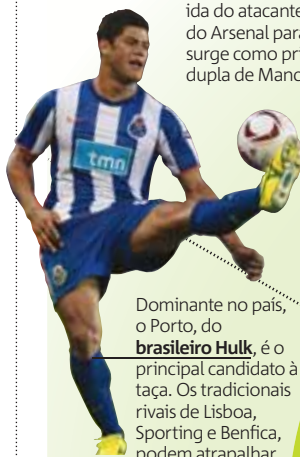 ida do atacante
do Arsenal para
surge como pri
dupla de Manc
tmn
Dominante no país,
o Porto, do
brasileiro Hulk, é o
principal candidato à
taça. Os tradicionais
rivais de Lisboa,
Sporting e Benfica,
podem atrapalhar